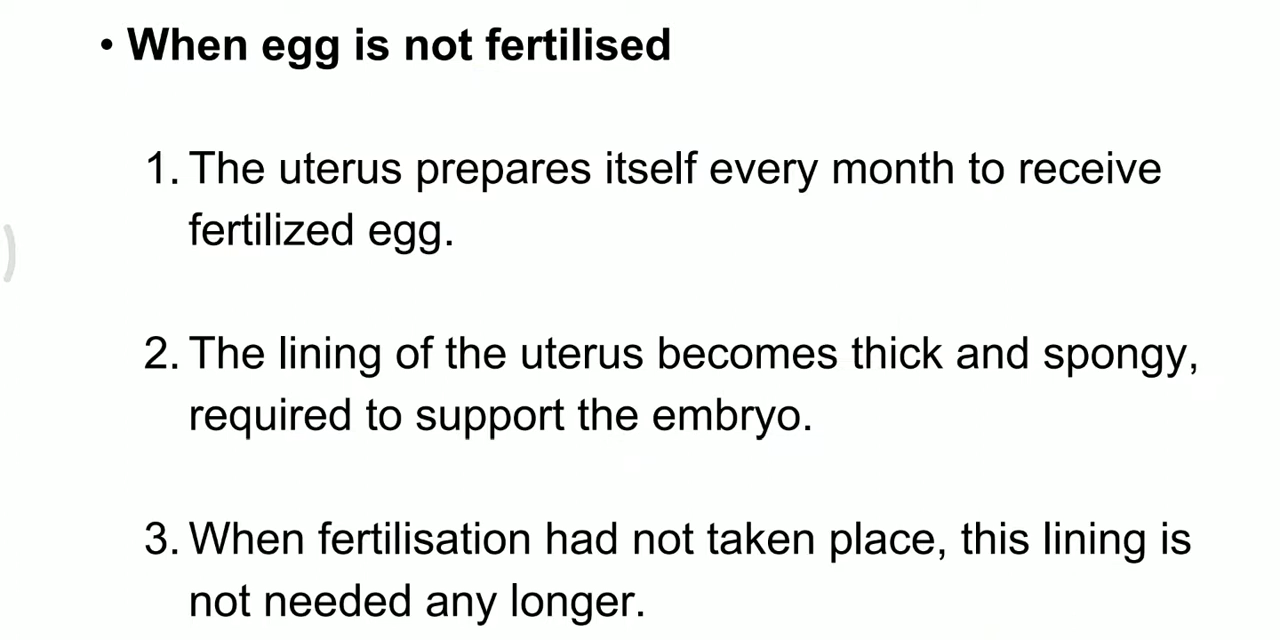 • When egg is not fertilised
1. The uterus prepares itself every month to receive
fertilized egg.
2. The lining of the uterus becomes thick and spongy,
required to support the embryo.
3. When fertilisation had not taken place, this lining is
not needed any longer.